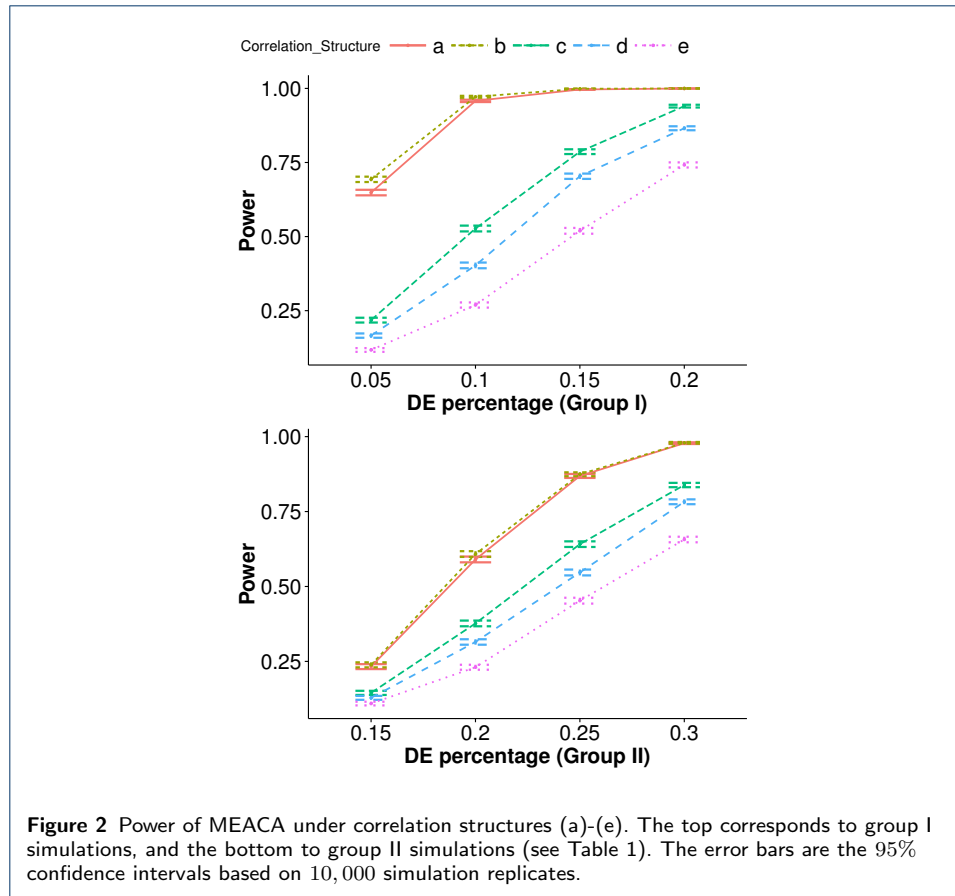 Correlation_Structure a b c d e
1.00
0.75
0.50
0.25
Power
0.05 0.1 0.15 0.2
DE percentage (Group I)
1.00
0.75
0.50
0.25
Power
0.15 0.2 0.25 0.3
DE percentage (Group II)
Figure 2 Power of MEACA under correlation structures (a)-(e). The top corresponds to group I
simulations, and the bottom to group II simulations (see Table 1). The error bars are the 95%
confidence intervals based on 10, 000 simulation replicates.